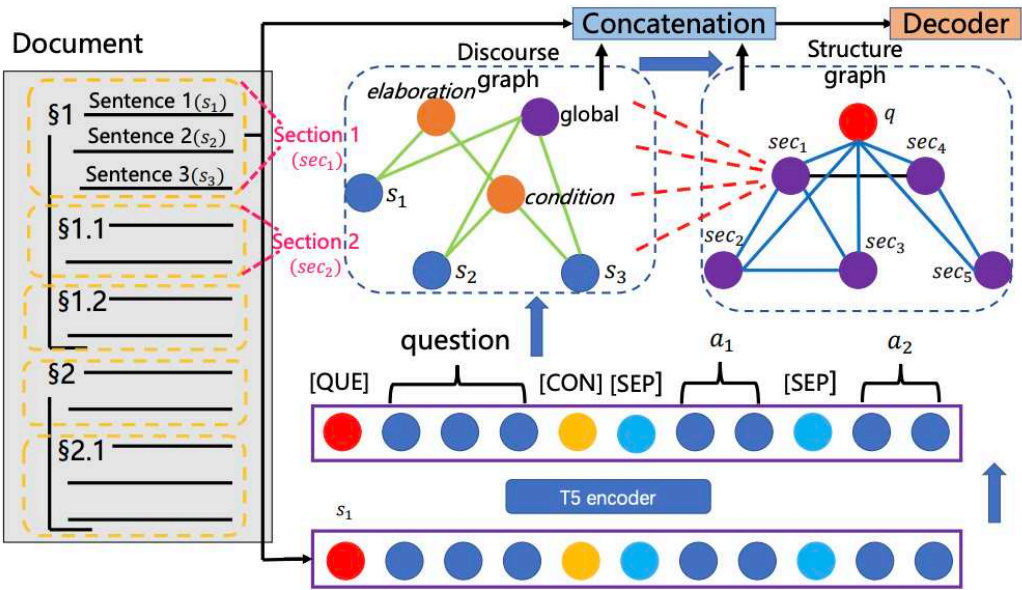 Document
§1
Sentence 1(s₁)
Sentence 2(s₂)
Sentence 3(s₃)
§1.1
§1.2
§2
§2.1
Section 1
(sec₁)
Section 2
(sec₂)
Concatenation
Decoder
Discourse
graph
elaboration
global
s₁
condition
s₂
s₃
Structure
graph
q
sec₁
sec₄
sec₂
sec₃
sec₅
question
a₁
a₂
[QUE]
[CON]
[SEP]
[SEP]
T5 encoder
s₁